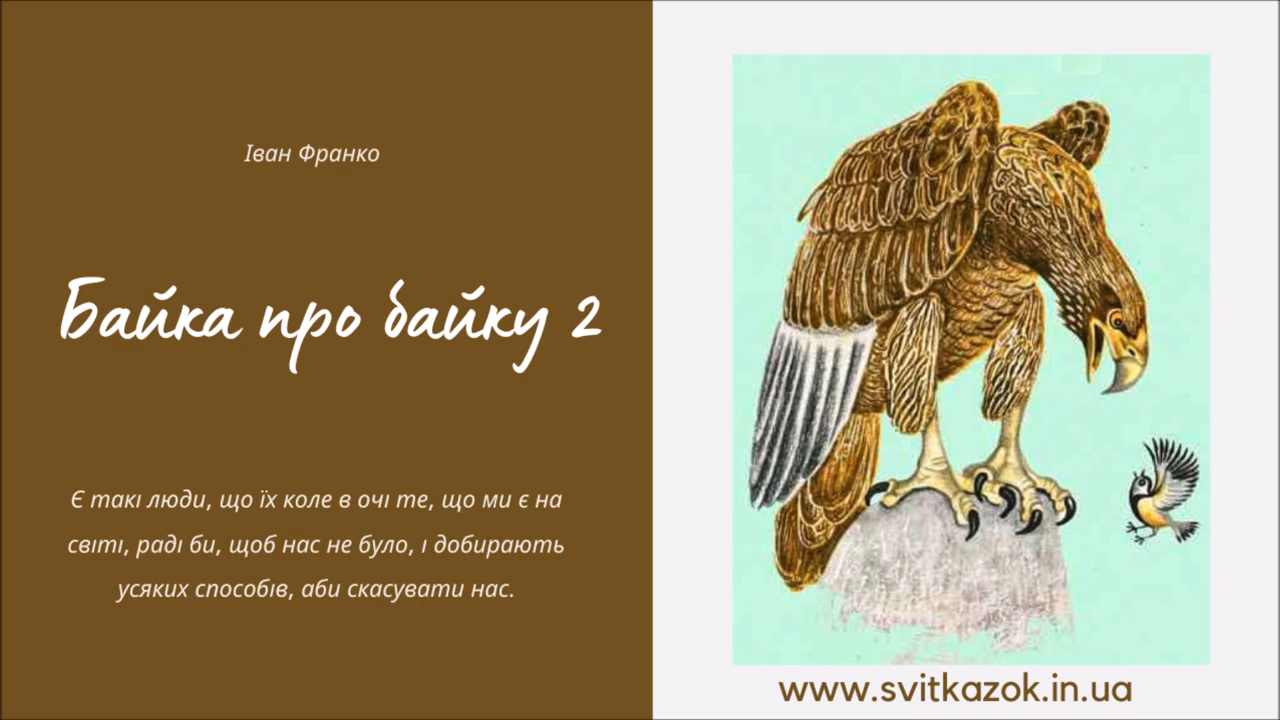 Іван Франко
Байка про байку 2
Є такі люди, що їх коле в очі те, що ми є на
світі, раді би, щоб нас не було, і добирають
усяких способів, аби скасувати нас.
www.svitkazok.in.ua